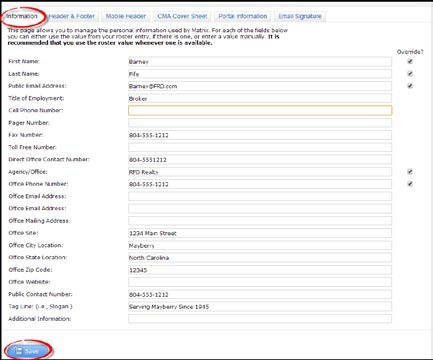 Information Header & Footer Mobile Header CMA Cover Sheet Portal Information Email Signature
This page allows you to manage the personal information used by Matrix. For each of the fields below
you can either use the value from your roster entry, if there is one, or enter a value manually. It is
recommended that you use the roster value whenever one is available.
Override?
First Name: Barney
Last Name: Fife
Public Email Address: Barney@FRD.com
Title of Employment: Broker
Cell Phone Number:
Pager Number:
Fax Number: 804-555-1212
Toll Free Number:
Direct Office Contact Number: 804-5551212
Agency/Office: RFD Realty
Office Phone Number: 804-555-1212
Office Email Address:
Office Email Address:
Office Mailing Address:
Office Site: 1234 Main Street
Office City Location: Mayberry
Office State Location: North Carolina
Office Zip Code: 12345
Office Website:
Public Contact Number: 804-555-1212
Tag Line: (i.e., Slogan ) Serving Mayberry Since 1945
Additional Information:
Save